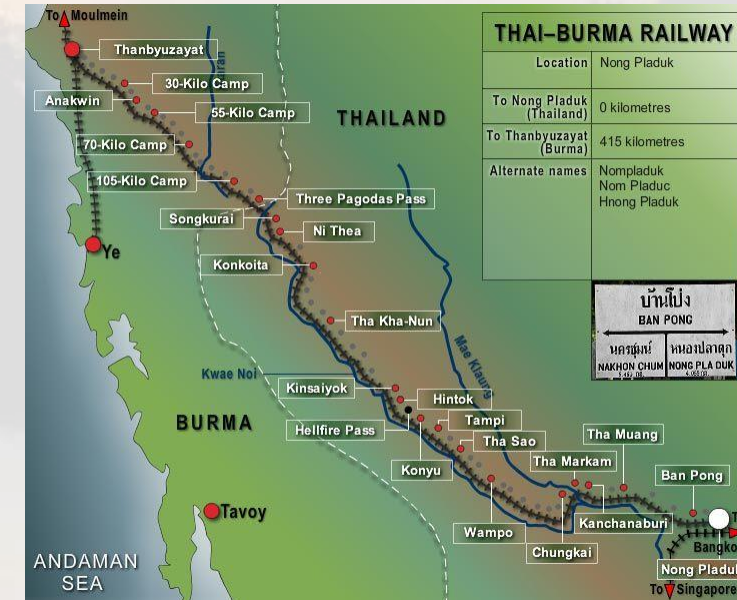 To Moulmein
Thanbyuzayat
30-Kilo Camp
Anakwin
55-Kilo Camp
70-Kilo Camp
105-Kilo Camp
Three Pagodas Pass
Songkurai
Ni Thea
Ye
Konkoita
Tha Kha-Nun
Kwae Noi
Mae Klaung
Kinsaiyok
Hintok
Hellfire Pass
Tampi
Tha Sao
Konyu
Tha Muang
Tha Markam
Ban Pong
Wampo
Kanchanaburi
Chungkai
Nong Pladuk
To Singapore
THAILAND
BURMA
Tavoy
ANDAMAN
SEA
THAI–BURMA RAILWAY
Location Nong Pladuk
To Nong Pladuk
(Thailand) 0 kilometres
To Thanbyuzayat
(Burma) 415 kilometres
Alternate names Nompladuk
Nom Pladuc
Hnong Pladuk
บ้านโป่ง
BAN PONG
นครชุมน์ หนองปลาดุก
NAKHON CHUM NONG PLA DUK